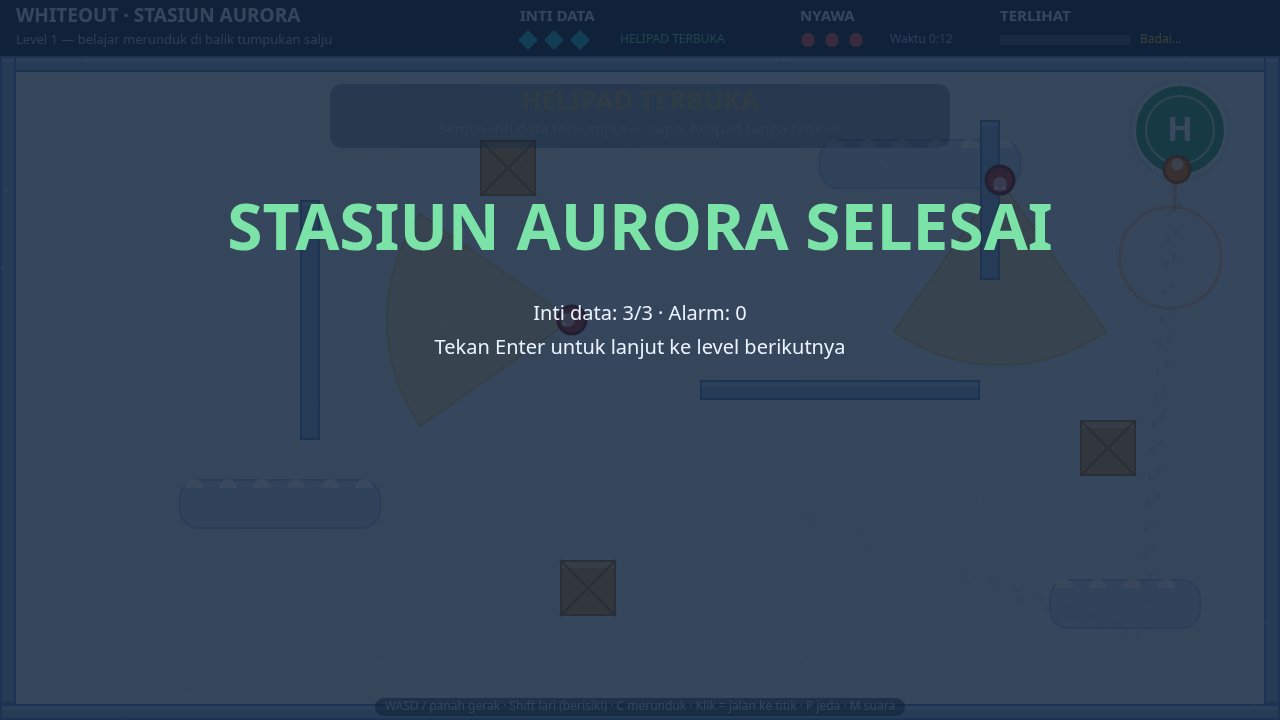 WHITEOUT · STASIUN AURORA
Level 1 — belajar merunduk di balik tumpukan salju
INTI DATA
HELIPAD TERBUKA
NYAWA
Waktu 0:12
TERLIHAT
Badai...
HELIPAD TERBUKA
Semua inti data terkumpul — capai helipad tanpa terlihat
H
STASIUN AURORA SELESAI
Inti data: 3/3 · Alarm: 0
Tekan Enter untuk lanjut ke level berikutnya
WASD / panah gerak · Shift lari (berisik!) · C merunduk · Klik = jalan ke titik · P jeda · M suara